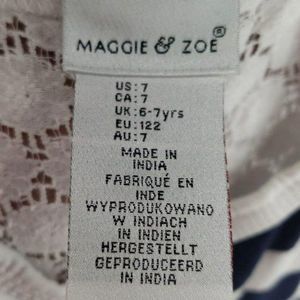 MAGGIE & ZOE®
US: 7
CA: 7
UK: 6-7yrs
EU: 122
AU: 7
MADE IN
INDIA
FABRIQUÉ EN
INDE
WYPRODUKOWANO
W INDIACH
IN INDIEN
HERGESTELLT
GEPRODUCEERD
IN INDIA